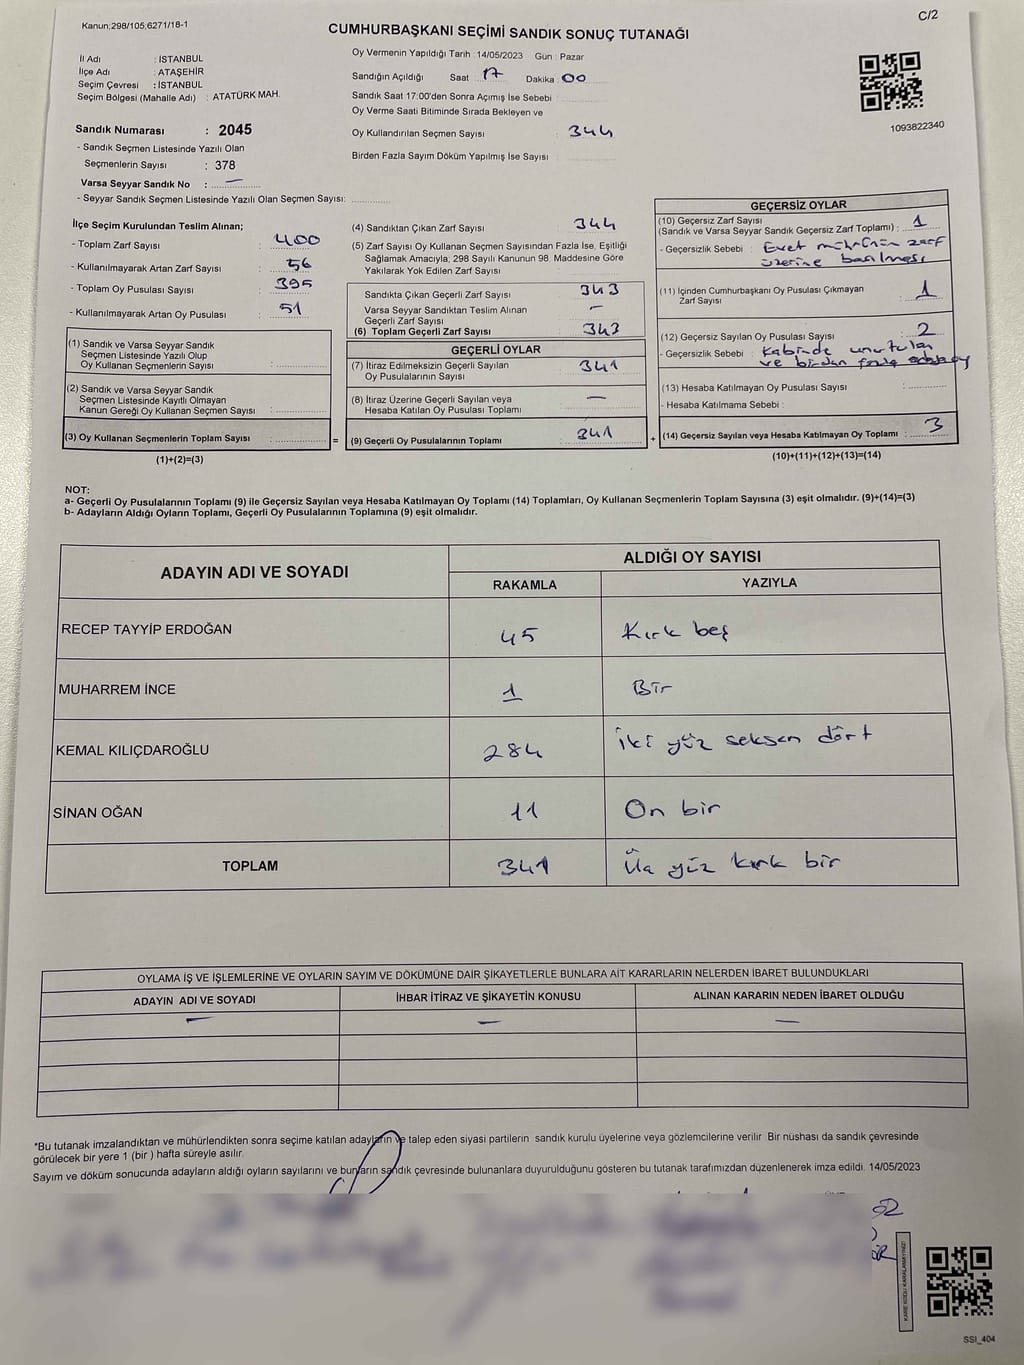 Kanun;298/105,6271/18-1
C/2
CUMHURBAŞKANI SEÇİMİ SANDIK SONUÇ TUTANAĞI
İl Adı : İSTANBUL
İlçe Adı : ATAŞEHİR
Seçim Çevresi : İSTANBUL
Seçim Bölgesi (Mahalle Adı) : ATATÜRK MAH.
Sandık Numarası : 2045
- Sandık Seçmen Listesinde Yazılı Olan
Seçmenlerin Sayısı : 378
Varsa Seyyar Sandık No : —
- Seyyar Sandık Seçmen Listesinde Yazılı Olan Seçmen Sayısı:
Oy Vermenin Yapıldığı Tarih : 14/05/2023 Gün : Pazar
Sandığın Açıldığı Saat 17 Dakika : 00
Sandık Saat 17:00'den Sonra Açımış İse Sebebi :
Oy Verme Saati Bitiminde Sırada Bekleyen ve
Oy Kullandırılan Seçmen Sayısı : 344
Birden Fazla Sayım Döküm Yapılmış İse Sayısı :
1093822340
İlçe Seçim Kurulundan Teslim Alınan;
- Toplam Zarf Sayısı : 400
- Kullanılmayarak Artan Zarf Sayısı : 56
- Toplam Oy Pusulası Sayısı : 395
- Kullanılmayarak Artan Oy Pusulası : 51
(1) Sandık ve Varsa Seyyar Sandık
Seçmen Listesinde Yazılı Olup
Oy Kullanan Seçmenlerin Sayısı :
(2) Sandık ve Varsa Seyyar Sandık
Seçmen Listesinde Kayıtlı Olmayan
Kanun Gereği Oy Kullanan Seçmen Sayısı :
(3) Oy Kullanan Seçmenlerin Toplam Sayısı :
(1)+(2)=(3)
(4) Sandıktan Çıkan Zarf Sayısı : 344
(5) Zarf Sayısı Oy Kullanan Seçmen Sayısından Fazla İse, Eşitliği
Sağlamak Amacıyla, 298 Sayılı Kanunun 98. Maddesine Göre
Yakılarak Yok Edilen Zarf Sayısı :
Sandıkta Çıkan Geçerli Zarf Sayısı : 343
Varsa Seyyar Sandıktan Teslim Alınan
Geçerli Zarf Sayısı : —
(6) Toplam Geçerli Zarf Sayısı : 343
GEÇERLİ OYLAR
(7) İtiraz Edilmeksizin Geçerli Sayılan
Oy Pusulalarının Sayısı : 341
(8) İtiraz Üzerine Geçerli Sayılan veya
Hesaba Katılan Oy Pusulası Toplamı : —
= (9) Geçerli Oy Pusulalarının Toplamı : 341 +
GEÇERSİZ OYLAR
(10) Geçersiz Zarf Sayısı
(Sandık ve Varsa Seyyar Sandık Geçersiz Zarf Toplamı) : 1
- Geçersizlik Sebebi : Evet mührünün zarf
üzerine basılması
(11) İçinden Cumhurbaşkanı Oy Pusulası Çıkmayan
Zarf Sayısı : 1
(12) Geçersiz Sayılan Oy Pusulası Sayısı : 2
- Geçersizlik Sebebi : Kabinde unutulan
ve birden fazla adaya oy
(13) Hesaba Katılmayan Oy Pusulası Sayısı :
- Hesaba Katılmama Sebebi :
(14) Geçersiz Sayılan veya Hesaba Katılmayan Oy Toplamı : 3
(10)+(11)+(12)+(13)=(14)
NOT:
a- Geçerli Oy Pusulalarının Toplamı (9) ile Geçersiz Sayılan veya Hesaba Katılmayan Oy Toplamı (14) Toplamları, Oy Kullanan Seçmenlerin Toplam Sayısına (3) eşit olmalıdır. (9)+(14)=(3)
b- Adayların Aldığı Oyların Toplamı, Geçerli Oy Pusulalarının Toplamına (9) eşit olmalıdır.
ADAYIN ADI VE SOYADI
ALDIĞI OY SAYISI
RAKAMLA YAZIYLA
RECEP TAYYİP ERDOĞAN 45 Kırk beş
MUHARREM İNCE 1 Bir
KEMAL KILIÇDAROĞLU 284 İki yüz seksen dört
SİNAN OĞAN 11 On bir
TOPLAM 341 Üç yüz kırk bir
OYLAMA İŞ VE İŞLEMLERİNE VE OYLARIN SAYIM VE DÖKÜMÜNE DAİR ŞİKAYETLERLE BUNLARA AİT KARARLARIN NELERDEN İBARET BULUNDUKLARI
ADAYIN ADI VE SOYADI İHBAR İTİRAZ VE ŞİKAYETİN KONUSU ALINAN KARARIN NEDEN İBARET OLDUĞU
— — —
*Bu tutanak imzalandıktan ve mühürlendikten sonra seçime katılan adayların ve talep eden siyasi partilerin sandık kurulu üyelerine veya gözlemcilerine verilir Bir nüshası da sandık çevresinde
görülecek bir yere 1 (bir ) hafta süreyle asılır.
Sayım ve döküm sonucunda adayların aldığı oyların sayılarını ve bunların sandık çevresinde bulunanlara duyurulduğunu gösteren bu tutanak tarafımızdan düzenlenerek imza edildi. 14/05/2023
KARE KODU KARALAMAYINIZ!
SSİ_404